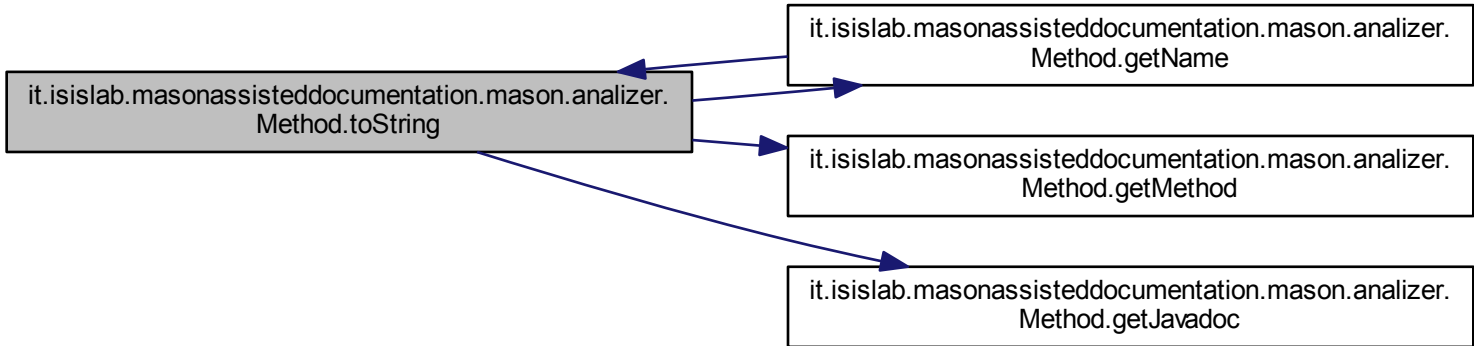 it.isislab.masonassisteddocumentation.mason.analizer.
Method.toString
it.isislab.masonassisteddocumentation.mason.analizer.
Method.getName
it.isislab.masonassisteddocumentation.mason.analizer.
Method.getMethod
it.isislab.masonassisteddocumentation.mason.analizer.
Method.getJavadoc